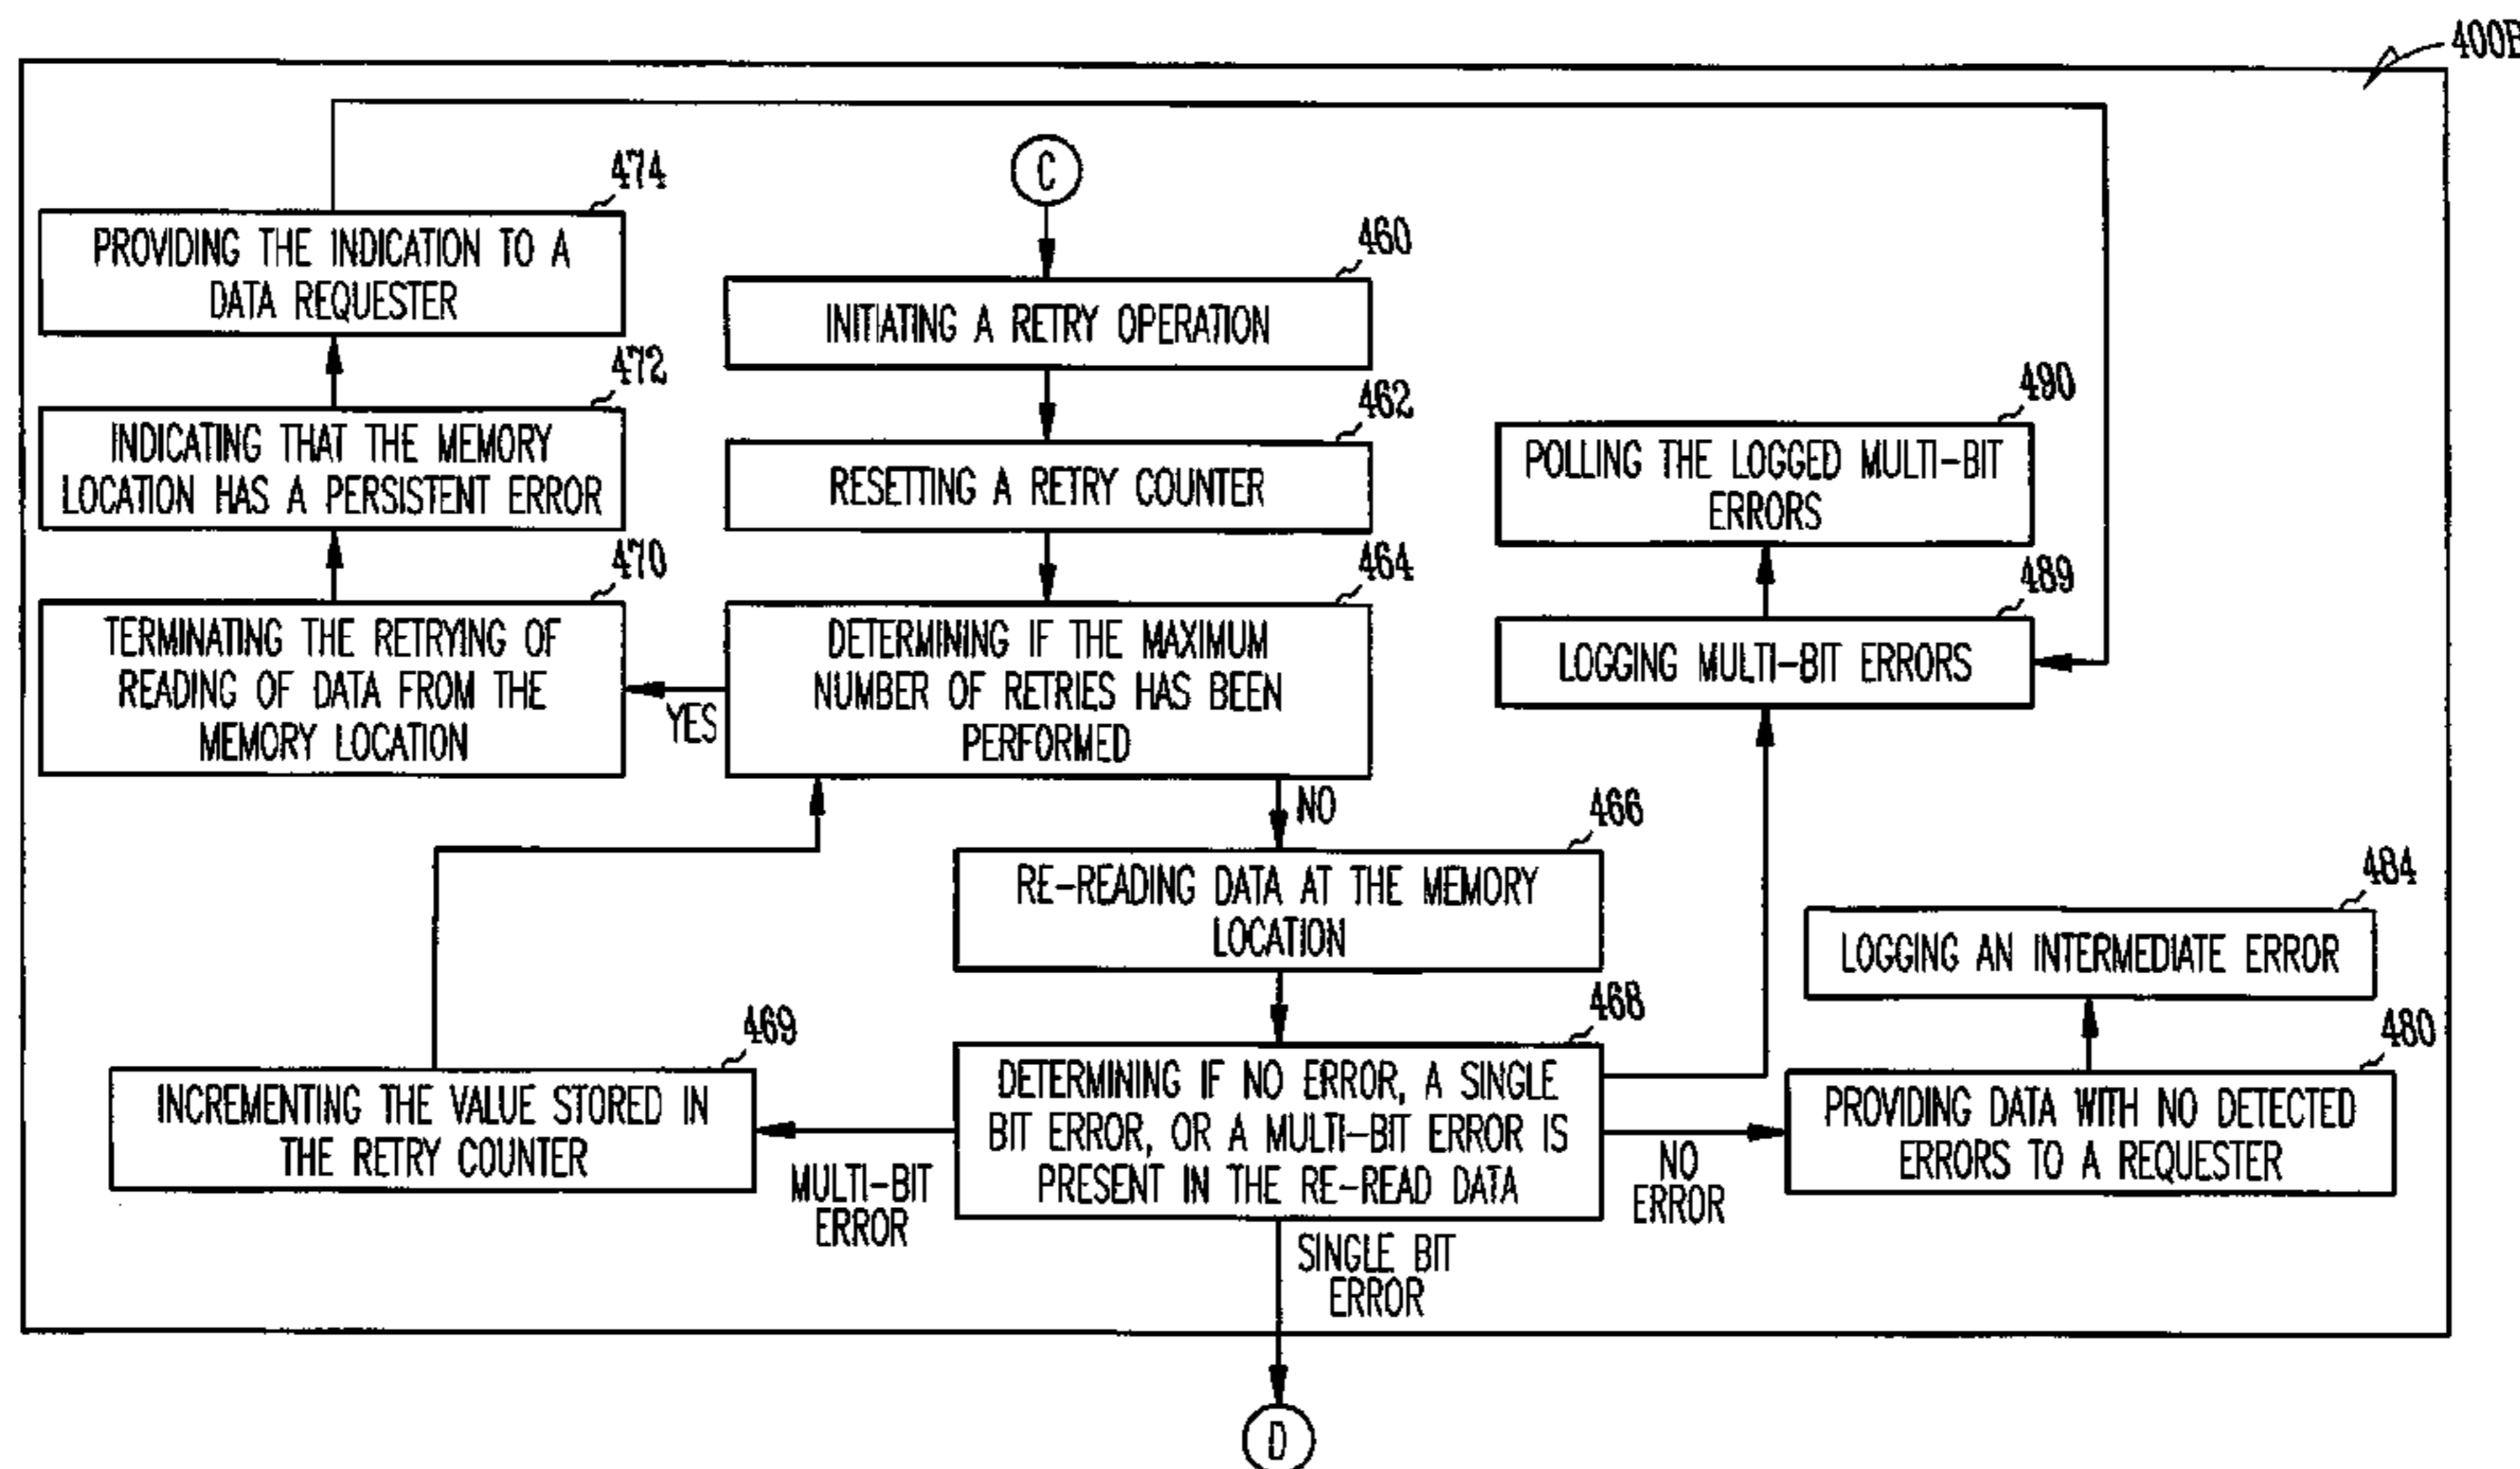 400B
C
474
PROVIDING THE INDICATION TO A
DATA REQUESTER
460
INITIATING A RETRY OPERATION
472
INDICATING THAT THE MEMORY
LOCATION HAS A PERSISTENT ERROR
462
RESETTING A RETRY COUNTER
490
POLLING THE LOGGED MULTI-BIT
ERRORS
470
TERMINATING THE RETRYING OF
READING OF DATA FROM THE
MEMORY LOCATION
YES
464
DETERMINING IF THE MAXIMUM
NUMBER OF RETRIES HAS BEEN
PERFORMED
489
LOGGING MULTI-BIT ERRORS
NO
466
RE-READING DATA AT THE MEMORY
LOCATION
484
LOGGING AN INTERMEDIATE ERROR
469
INCREMENTING THE VALUE STORED IN
THE RETRY COUNTER
MULTI-BIT
ERROR
468
DETERMINING IF NO ERROR, A SINGLE
BIT ERROR, OR A MULTI-BIT ERROR IS
PRESENT IN THE RE-READ DATA
NO
ERROR
480
PROVIDING DATA WITH NO DETECTED
ERRORS TO A REQUESTER
SINGLE BIT
ERROR
D